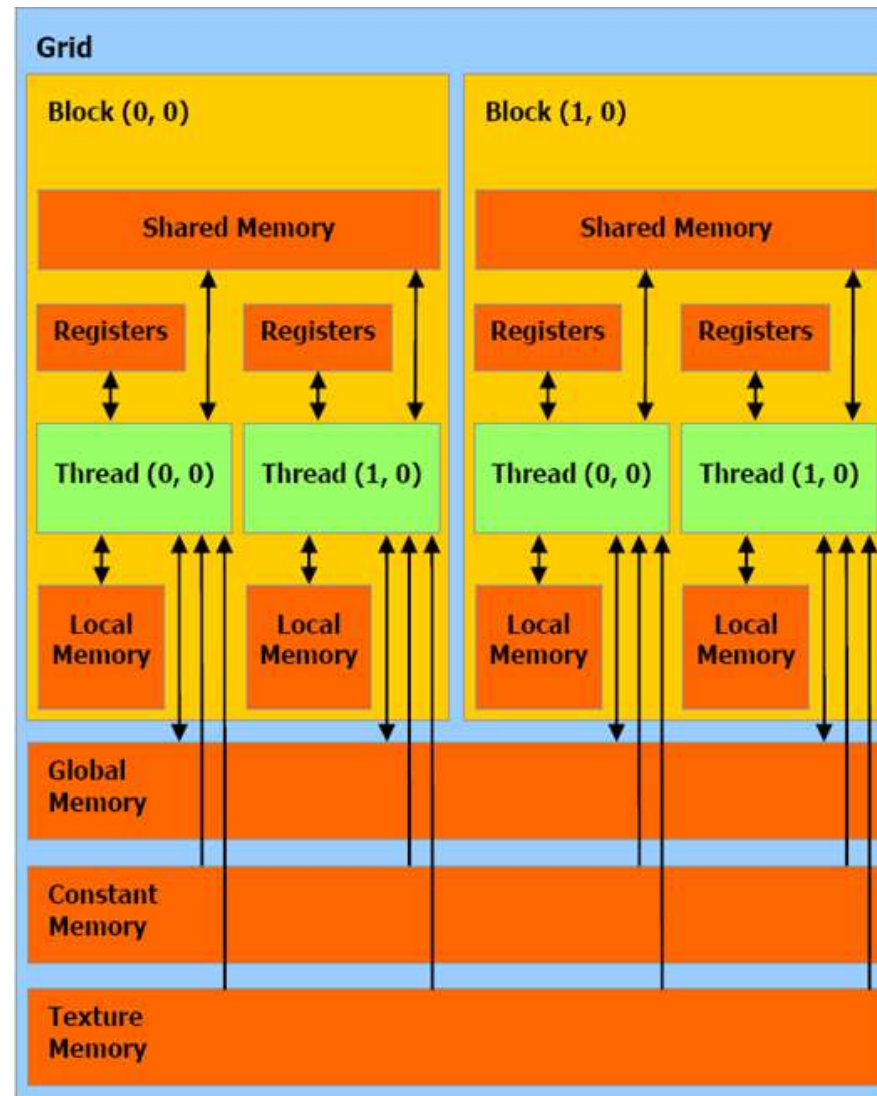 Grid
Block (0, 0)
Block (1, 0)
Shared Memory
Shared Memory
Registers
Registers
Registers
Registers
Thread (0, 0)
Thread (1, 0)
Thread (0, 0)
Thread (1, 0)
Local
Memory
Local
Memory
Local
Memory
Local
Memory
Global
Memory
Constant
Memory
Texture
Memory